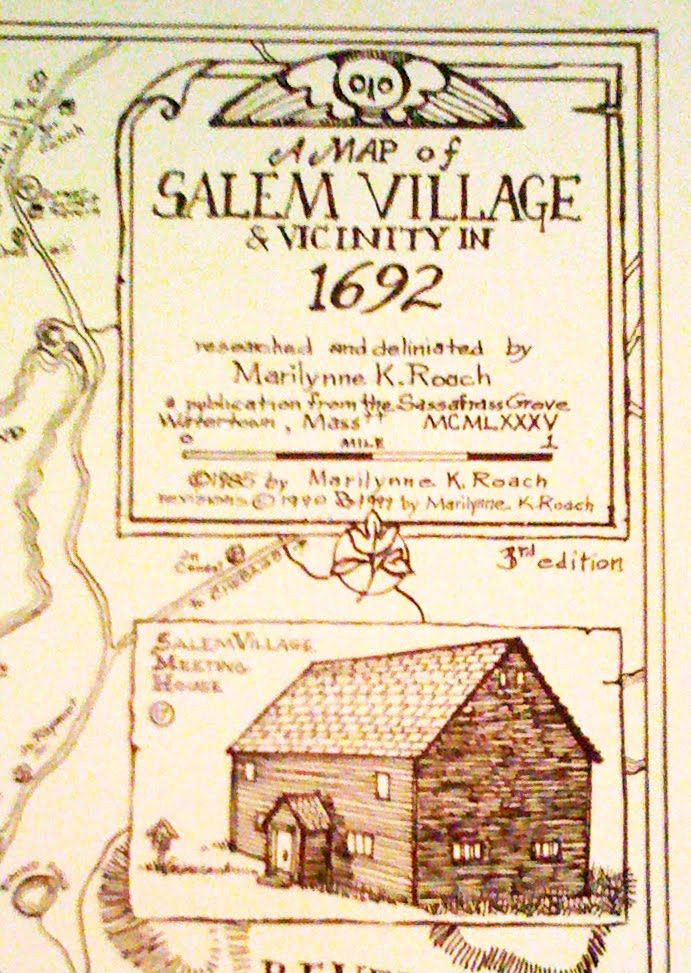 A MAP of
SALEM VILLAGE
& VICINITY IN
1692
researched and deliniated by
Marilynne K. Roach
a publication from the Sassafrass Grove
Watertown, Mass tt MCMLXXXV
0 MILE 1
©1985 by Marilynne K. Roach
revisions © 1990 & 1997 by Marilynne K. Roach
3rd edition
SALEM VILLAGE
MEETING
HOUSE